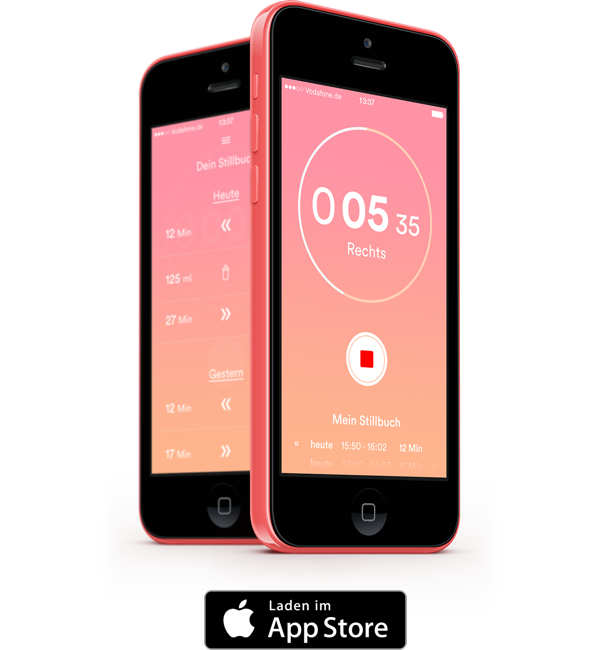 Vodafone.de 13:37
Dein Stillbuc
Heute
12 Min «
125 ml
27 Min »
Gestern
12 Min «
17 Min »
Vodafone.de 13:37
0 05 35
Rechts
Mein Stillbuch
« heute 15:50 - 16:02 12 Min
heute
Laden im
App Store